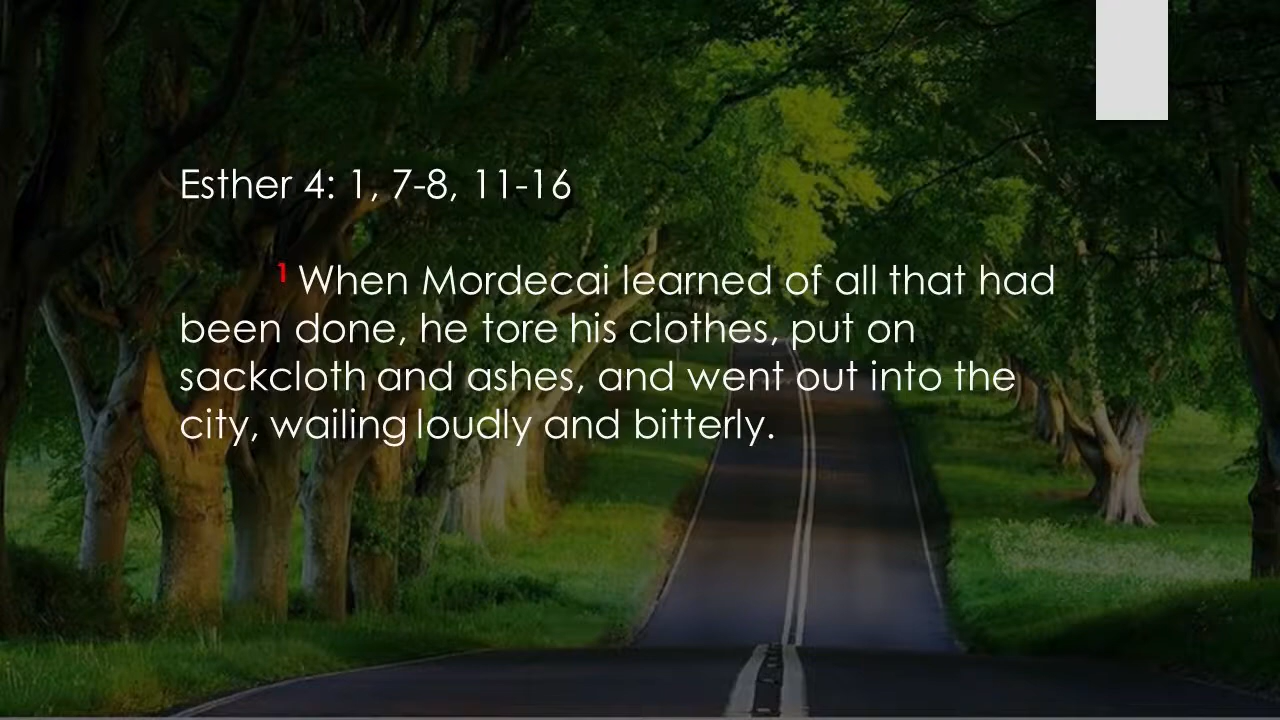 Esther 4: 1, 7-8, 11-16
1 When Mordecai learned of all that had
been done, he tore his clothes, put on
sackcloth and ashes, and went out into the
city, wailing loudly and bitterly.